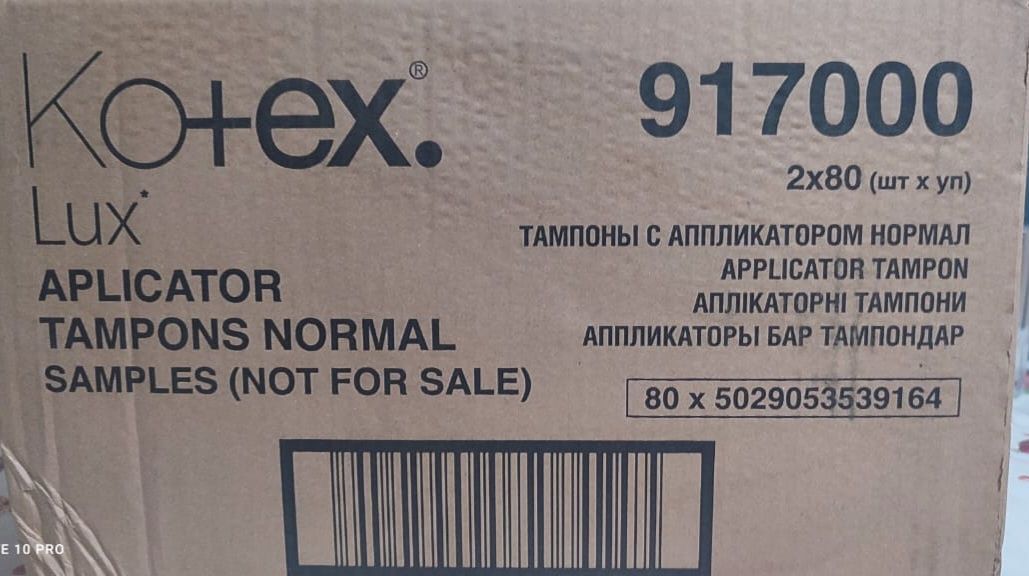 Kotex.®
Lux*
APLICATOR
TAMPONS NORMAL
SAMPLES (NOT FOR SALE)
917000
2x80 (шт x уп)
ТАМПОНЫ С АППЛИКАТОРОМ НОРМАЛ
APPLICATOR TAMPON
АПЛІКАТОРНІ ТАМПОНИ
АППЛИКАТОРЫ БАР ТАМПОНДАР
80 x 5029053539164
E 10 PRO